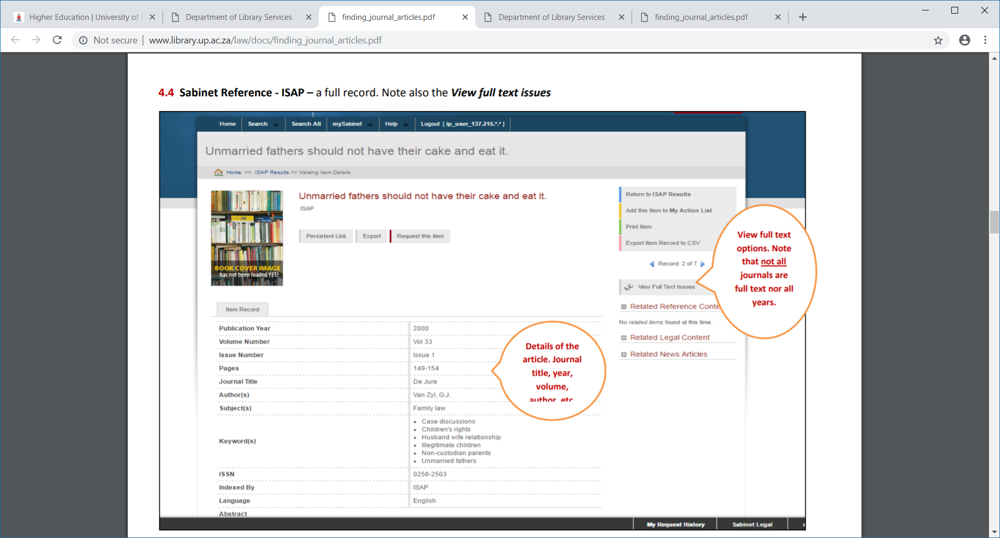 Higher Education | University of P
Department of Library Services
finding_journal_articles.pdf
Department of Library Services
finding_journal_articles.pdf
Not secure
www.library.up.ac.za/law/docs/finding_journal_articles.pdf
4.4 Sabinet Reference - ISAP – a full record. Note also the View full text issues
Home Search Search All mySabinet Help Logout [ ip_user_137.215.*.* ]
Unmarried fathers should not have their cake and eat it.
Home >> ISAP Results >> Viewing Item Details
BOOK COVER IMAGE
has not been loaded YET!
Unmarried fathers should not have their cake and eat it.
ISAP
Persistent Link Export Request this item
Return to ISAP Results
Add this Item to My Action List
Print Item
Export Item Record to CSV
Record: 2 of 7
View Full Text Issues
Related Reference Conte
No related items found at this time.
Related Legal Content
Related News Articles
View full text
options. Note
that not all
journals are
full text nor all
years.
Item Record
Publication Year 2000
Volume Number Vol 33
Issue Number Issue 1
Pages 149-154
Journal Title De Jure
Author(s) Van Zyl, G.J.
Subject(s) Family law
Keyword(s)
Case discussions
Children's rights
Husband wife relationship
Illegitimate children
Non-custodian parents
Unmarried fathers
ISSN 0258-2503
Indexed By ISAP
Language English
Abstract
Details of the
article. Journal
title, year,
volume,
author, etc
My Request History Sabinet Legal